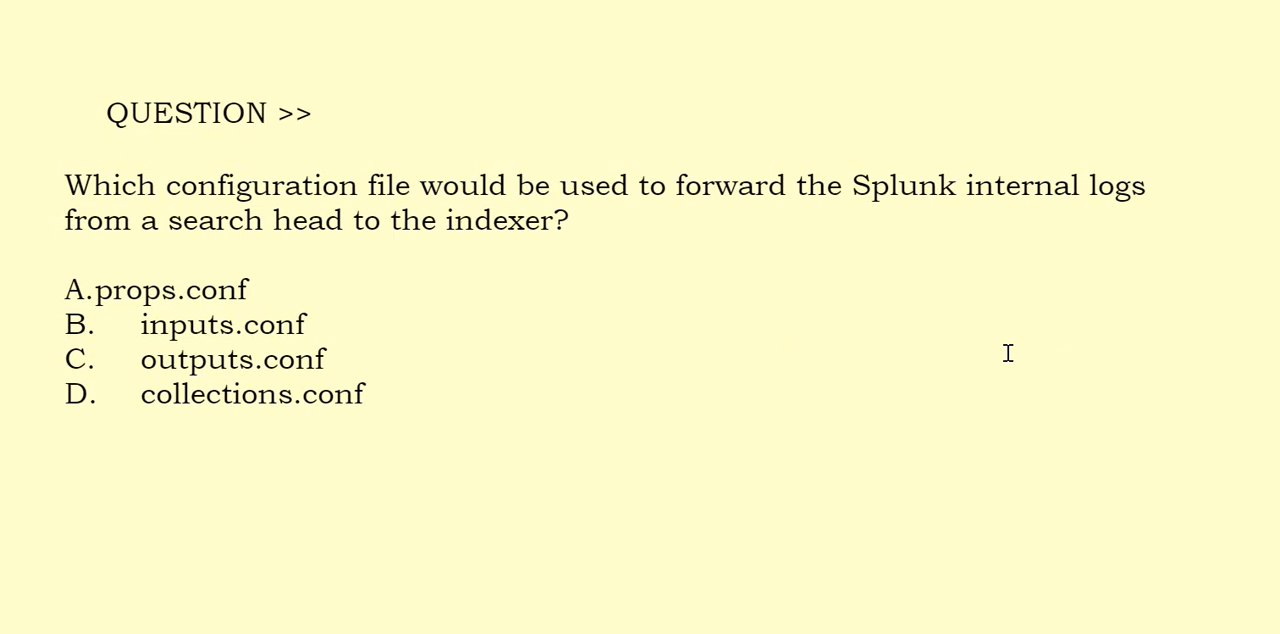 QUESTION >>
Which configuration file would be used to forward the Splunk internal logs
from a search head to the indexer?
A.props.conf
B. inputs.conf
C. outputs.conf
D. collections.conf